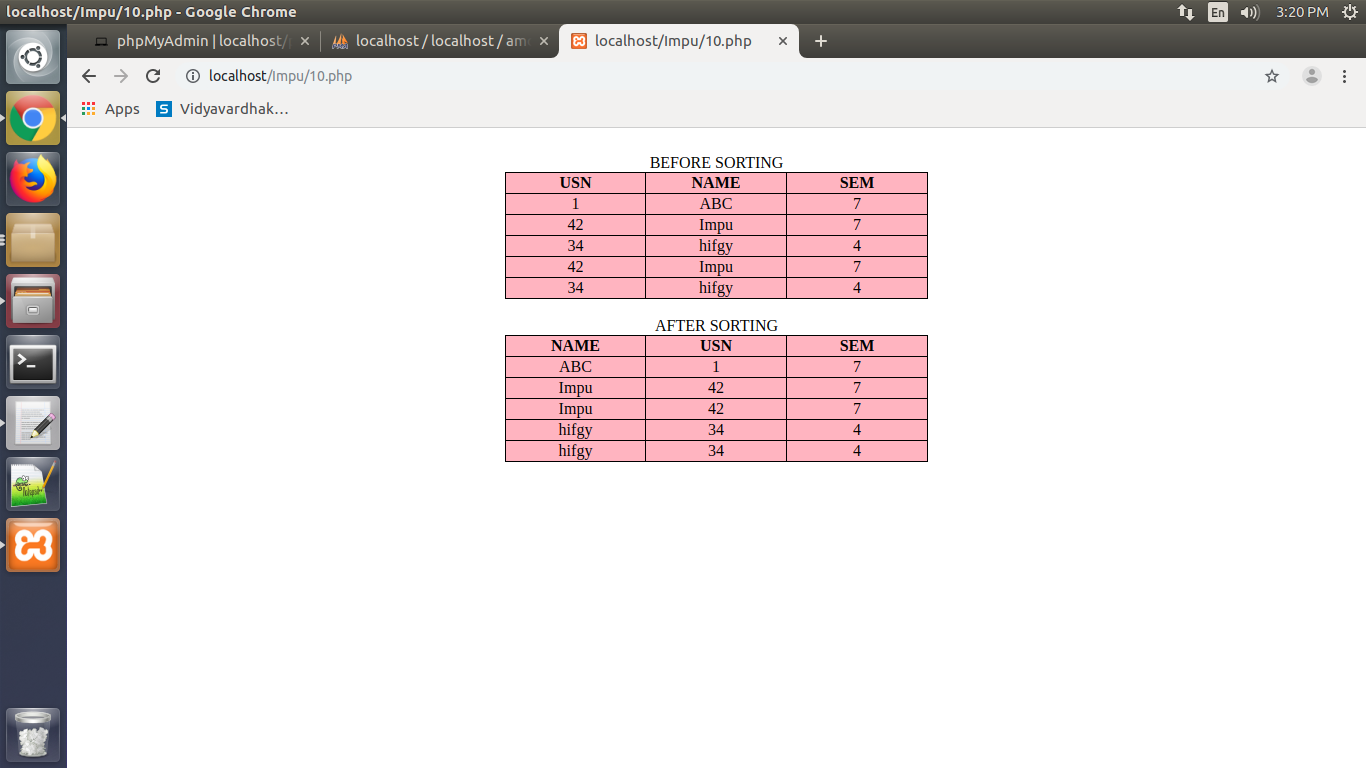 localhost/Impu/10.php - Google Chrome
En
3:20 PM
phpMyAdmin | localhost/
localhost / localhost / am
localhost/Impu/10.php
localhost/Impu/10.php
Apps
Vidyavardhak…
BEFORE SORTING
USN NAME SEM
1 ABC 7
42 Impu 7
34 hifgy 4
42 Impu 7
34 hifgy 4
AFTER SORTING
NAME USN SEM
ABC 1 7
Impu 42 7
Impu 42 7
hifgy 34 4
hifgy 34 4